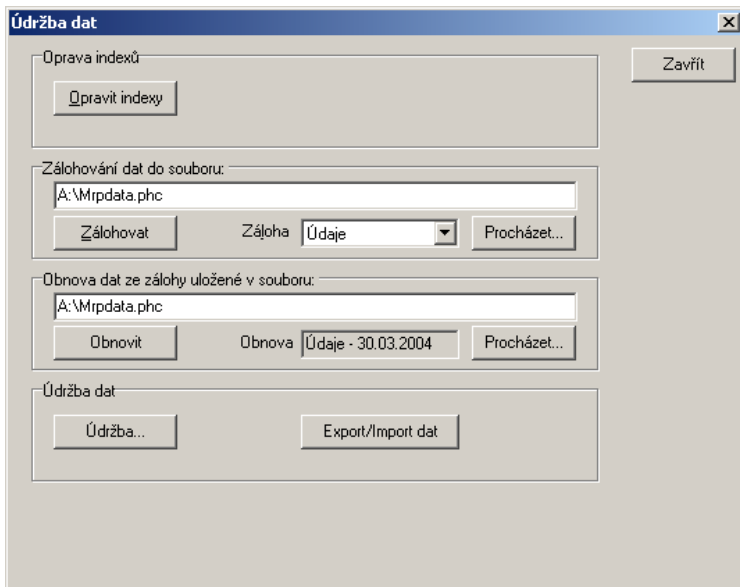 Údržba dat
Oprava indexů
Zavřít
Opravit indexy
Zálohování dat do souboru:
A:\Mrpdata.phc
Zálohovat Záloha Údaje Procházet...
Obnova dat ze zálohy uložené v souboru:
A:\Mrpdata.phc
Obnovit Obnova Údaje - 30.03.2004 Procházet...
Údržba dat
Údržba... Export/Import dat